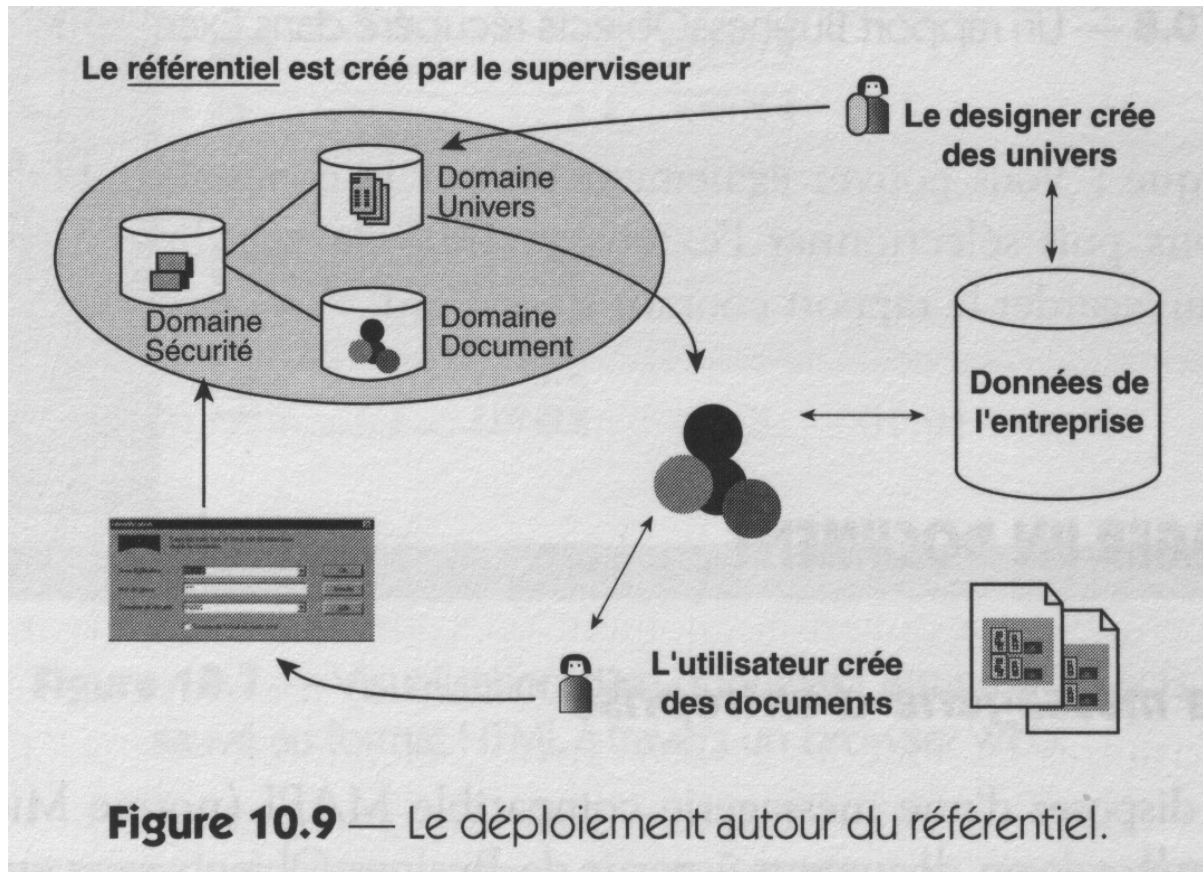 Le référentiel est créé par le superviseur
Le designer crée
des univers
Domaine
Univers
Domaine
Sécurité
Domaine
Document
Données de
l'entreprise
L'utilisateur crée
des documents
Figure 10.9 — Le déploiement autour du référentiel.